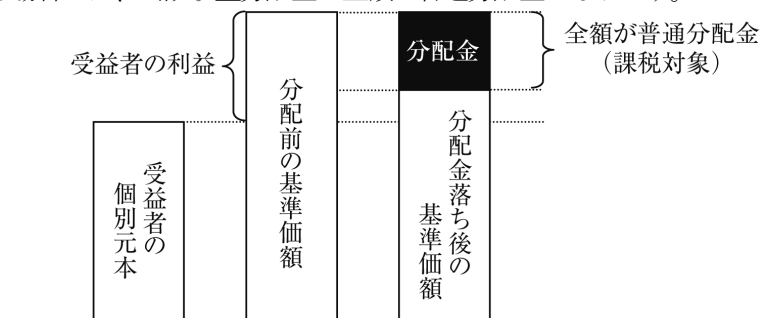 受益者の利益
分配金
全額が普通分配金
（課税対象）
受益者の
個別元本
分配前の基準価額
分配金落ち後の
基準価額